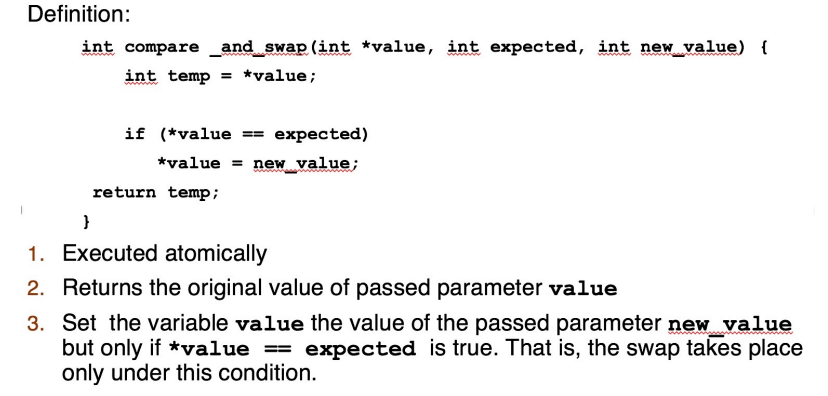 Definition:
int compare _and_swap(int *value, int expected, int new_value) {
int temp = *value;
if (*value == expected)
*value = new_value;
return temp;
}
1. Executed atomically
2. Returns the original value of passed parameter value
3. Set the variable value the value of the passed parameter new_value
but only if *value == expected is true. That is, the swap takes place
only under this condition.